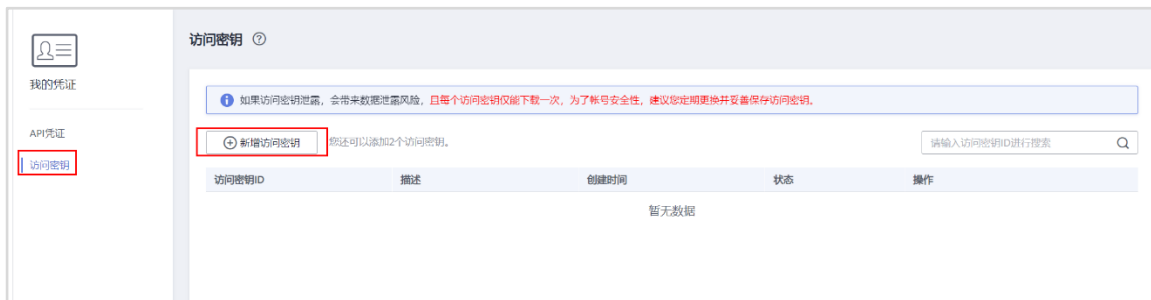 访问密钥
我的凭证
如果访问密钥泄露，会带来数据泄露风险，且每个访问密钥仅能下载一次，为了帐号安全性，建议您定期更换并妥善保存访问密钥。
API凭证
新增访问密钥 您还可以添加2个访问密钥。 请输入访问密钥ID进行搜索
访问密钥
访问密钥ID 描述 创建时间 状态 操作
暂无数据